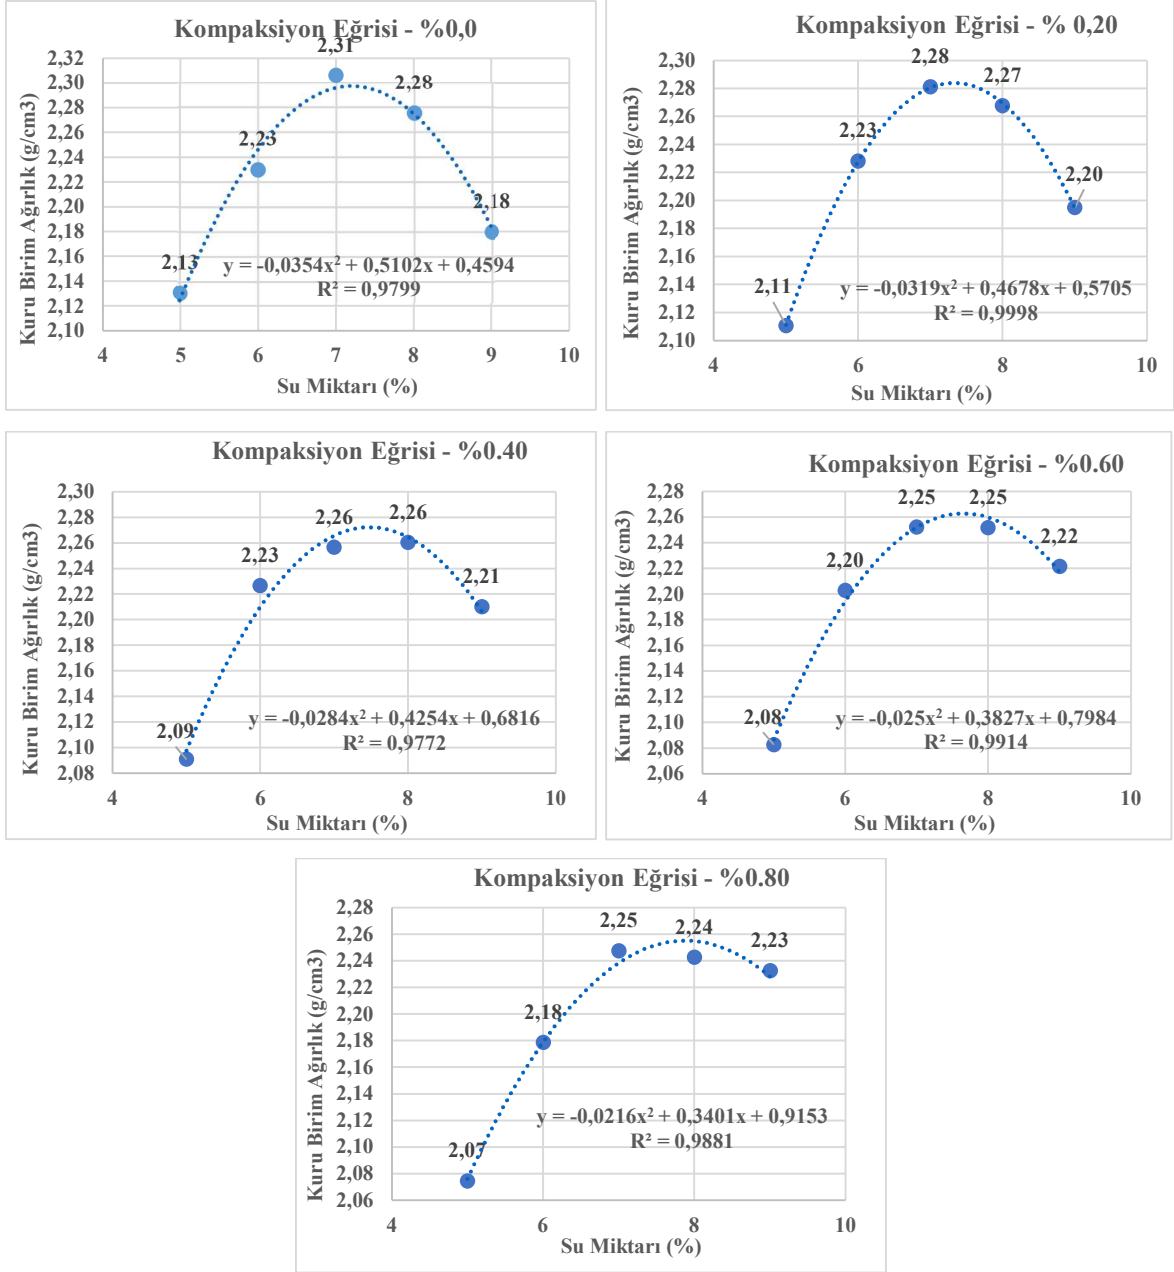 Kompaksiyon Eğrisi - %0,0
Kuru Birim Ağırlık (g/cm3)
2,32
2,30
2,28
2,26
2,24
2,22
2,20
2,18
2,16
2,14
2,12
2,10
2,13
2,23
2,31
2,28
2,18
y = -0,0354x² + 0,5102x + 0,4594
R² = 0,9799
4 5 6 7 8 9 10
Su Miktarı (%)
Kompaksiyon Eğrisi - % 0,20
Kuru Birim Ağırlık (g/cm3)
2,30
2,28
2,26
2,24
2,22
2,20
2,18
2,16
2,14
2,12
2,10
2,11
2,23
2,28
2,27
2,20
y = -0,0319x² + 0,4678x + 0,5705
R² = 0,9998
4 6 8 10
Su Miktarı (%)
Kompaksiyon Eğrisi - %0.40
Kuru Birim Ağırlık (g/cm3)
2,30
2,28
2,26
2,24
2,22
2,20
2,18
2,16
2,14
2,12
2,10
2,08
2,09
2,23
2,26
2,26
2,21
y = -0,0284x² + 0,4254x + 0,6816
R² = 0,9772
4 6 8 10
Su Miktarı (%)
Kompaksiyon Eğrisi - %0.60
Kuru Birim Ağırlık (g/cm3)
2,28
2,26
2,24
2,22
2,20
2,18
2,16
2,14
2,12
2,10
2,08
2,06
2,08
2,20
2,25
2,25
2,22
y = -0,025x² + 0,3827x + 0,7984
R² = 0,9914
4 6 8 10
Su Miktarı (%)
Kompaksiyon Eğrisi - %0.80
Kuru Birim Ağırlık (g/cm3)
2,28
2,26
2,24
2,22
2,20
2,18
2,16
2,14
2,12
2,10
2,08
2,06
2,07
2,18
2,25
2,24
2,23
y = -0,0216x² + 0,3401x + 0,9153
R² = 0,9881
4 6 8 10
Su Miktarı (%)